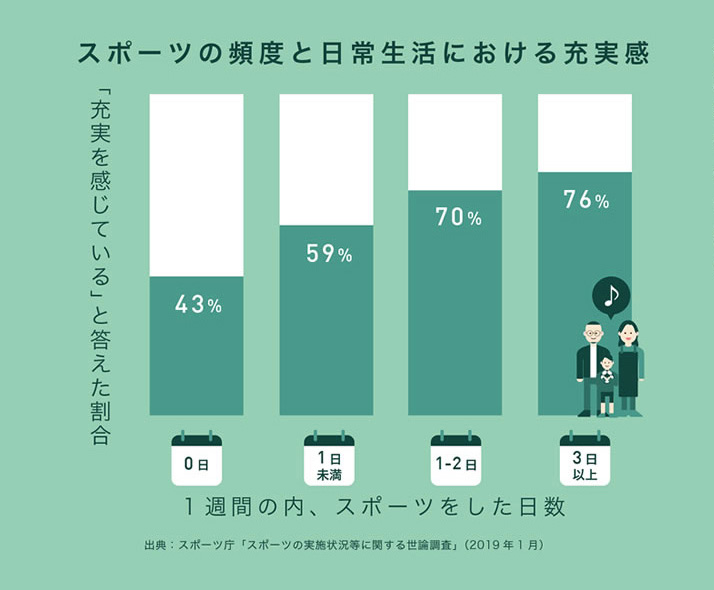 スポーツの頻度と日常生活における充実感
「充実を感じている」と答えた割合
43%
59%
70%
76%
0日
1日
未満
1-2日
3日
以上
1週間の内、スポーツをした日数
出典：スポーツ庁「スポーツの実施状況等に関する世論調査」（2019年1月）